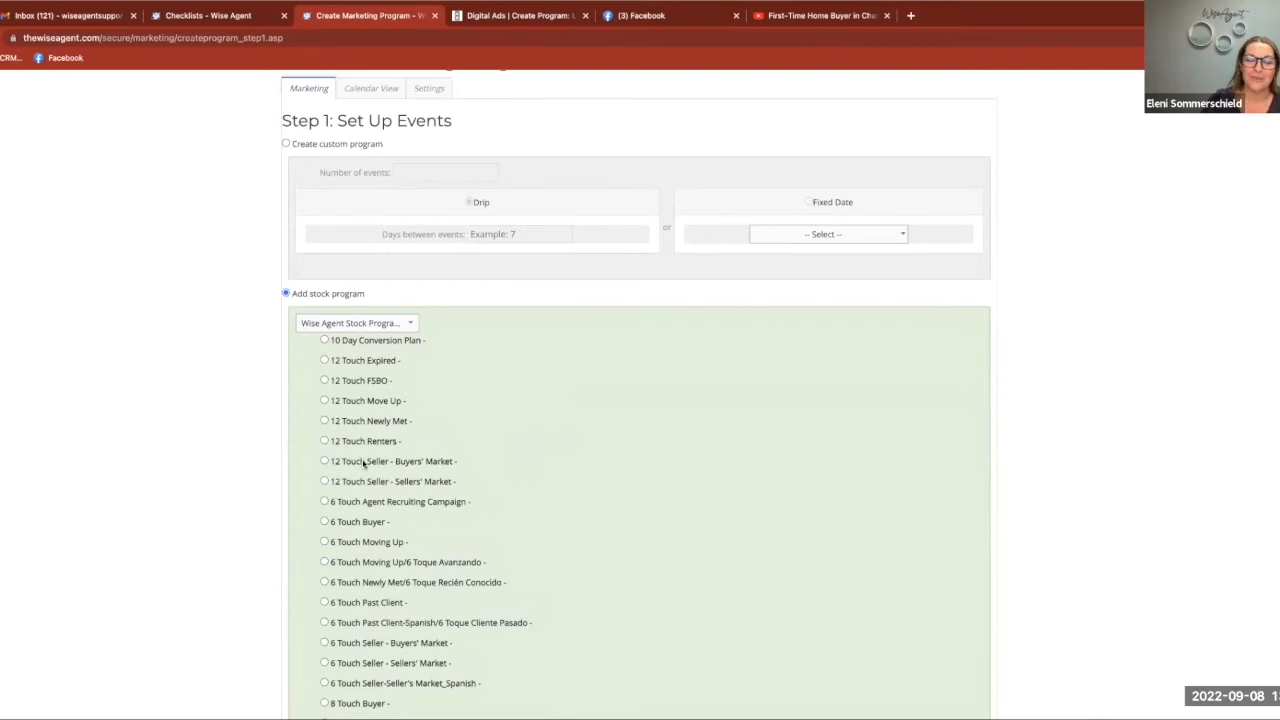 Inbox (121) - wiseagentsuppor
Checklists - Wise Agent
Create Marketing Program - W
Digital Ads | Create Program: L
(3) Facebook
First-Time Home Buyer in Cha
thewiseagent.com/secure/marketing/createprogram_step1.asp
CRM...
Facebook
WiseAgent
Eleni Sommerschield
Marketing
Calendar View
Settings
Step 1: Set Up Events
Create custom program
Number of events:
Drip
Fixed Date
Days between events: Example: 7
or
-- Select --
Add stock program
Wise Agent Stock Progra...
10 Day Conversion Plan -
12 Touch Expired -
12 Touch FSBO -
12 Touch Move Up -
12 Touch Newly Met -
12 Touch Renters -
12 Touch Seller - Buyers' Market -
12 Touch Seller - Sellers' Market -
6 Touch Agent Recruiting Campaign -
6 Touch Buyer -
6 Touch Moving Up -
6 Touch Moving Up/6 Toque Avanzando -
6 Touch Newly Met/6 Toque Recién Conocido -
6 Touch Past Client -
6 Touch Past Client-Spanish/6 Toque Cliente Pasado -
6 Touch Seller - Buyers' Market -
6 Touch Seller - Sellers' Market -
6 Touch Seller-Seller's Market_Spanish -
8 Touch Buyer -
2022-09-08 1